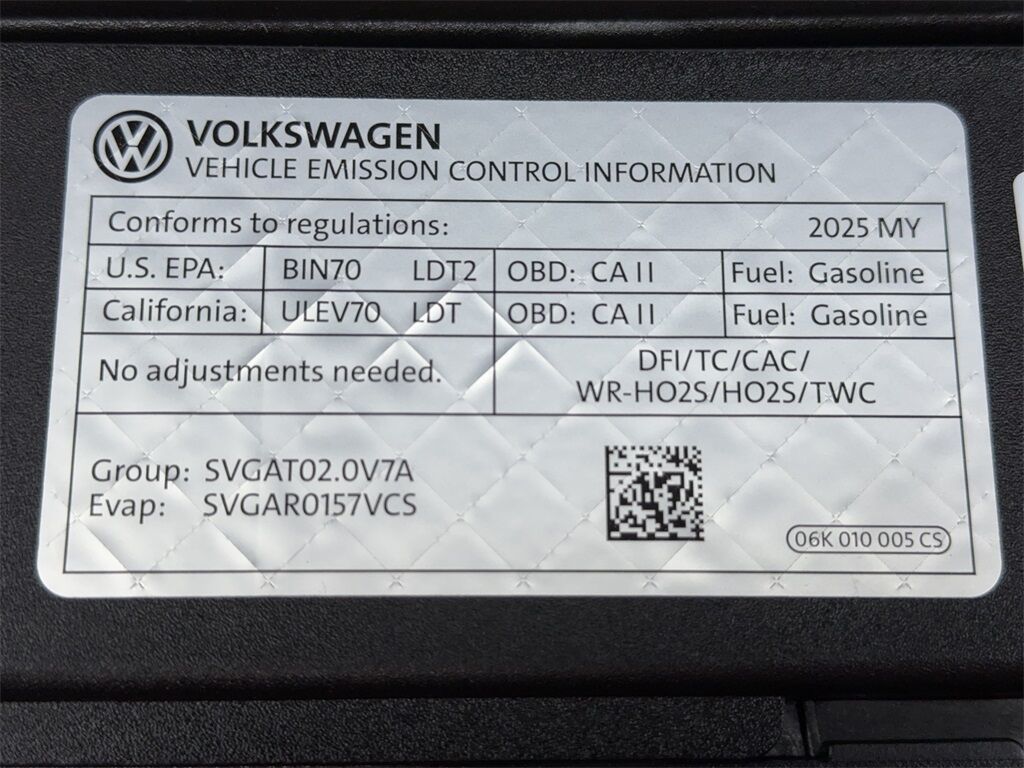 VOLKSWAGEN
VEHICLE EMISSION CONTROL INFORMATION
Conforms to regulations: 2025 MY
U.S. EPA: BIN70 LDT2 OBD: CA II Fuel: Gasoline
California: ULEV70 LDT OBD: CA II Fuel: Gasoline
No adjustments needed.
DFI/TC/CAC/
WR-HO2S/HO2S/TWC
Group: SVGAT02.0V7A
Evap: SVGAR0157VCS
06K 010 005 CS